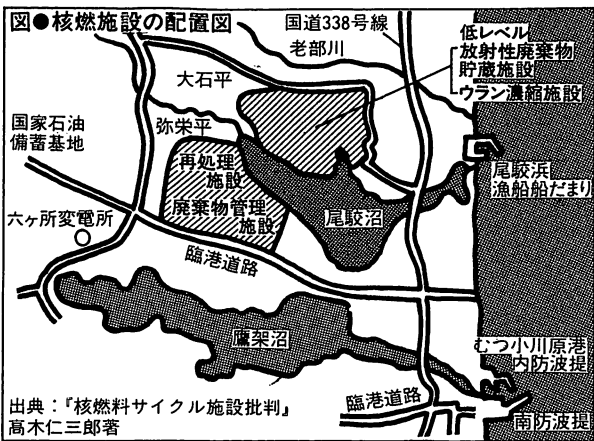 図●核燃施設の配置図
国道338号線
老部川
低レベル
放射性廃棄物
貯蔵施設
ウラン濃縮施設
大石平
弥栄平
国家石油
備蓄基地
再処理
施設
廃棄物管理
施設
尾駮浜
漁船船だまり
尾駮沼
六ヶ所変電所
臨港道路
鷹架沼
むつ小川原港
内防波提
臨港道路
南防波提
出典：『核燃料サイクル施設批判』
高木仁三郎著